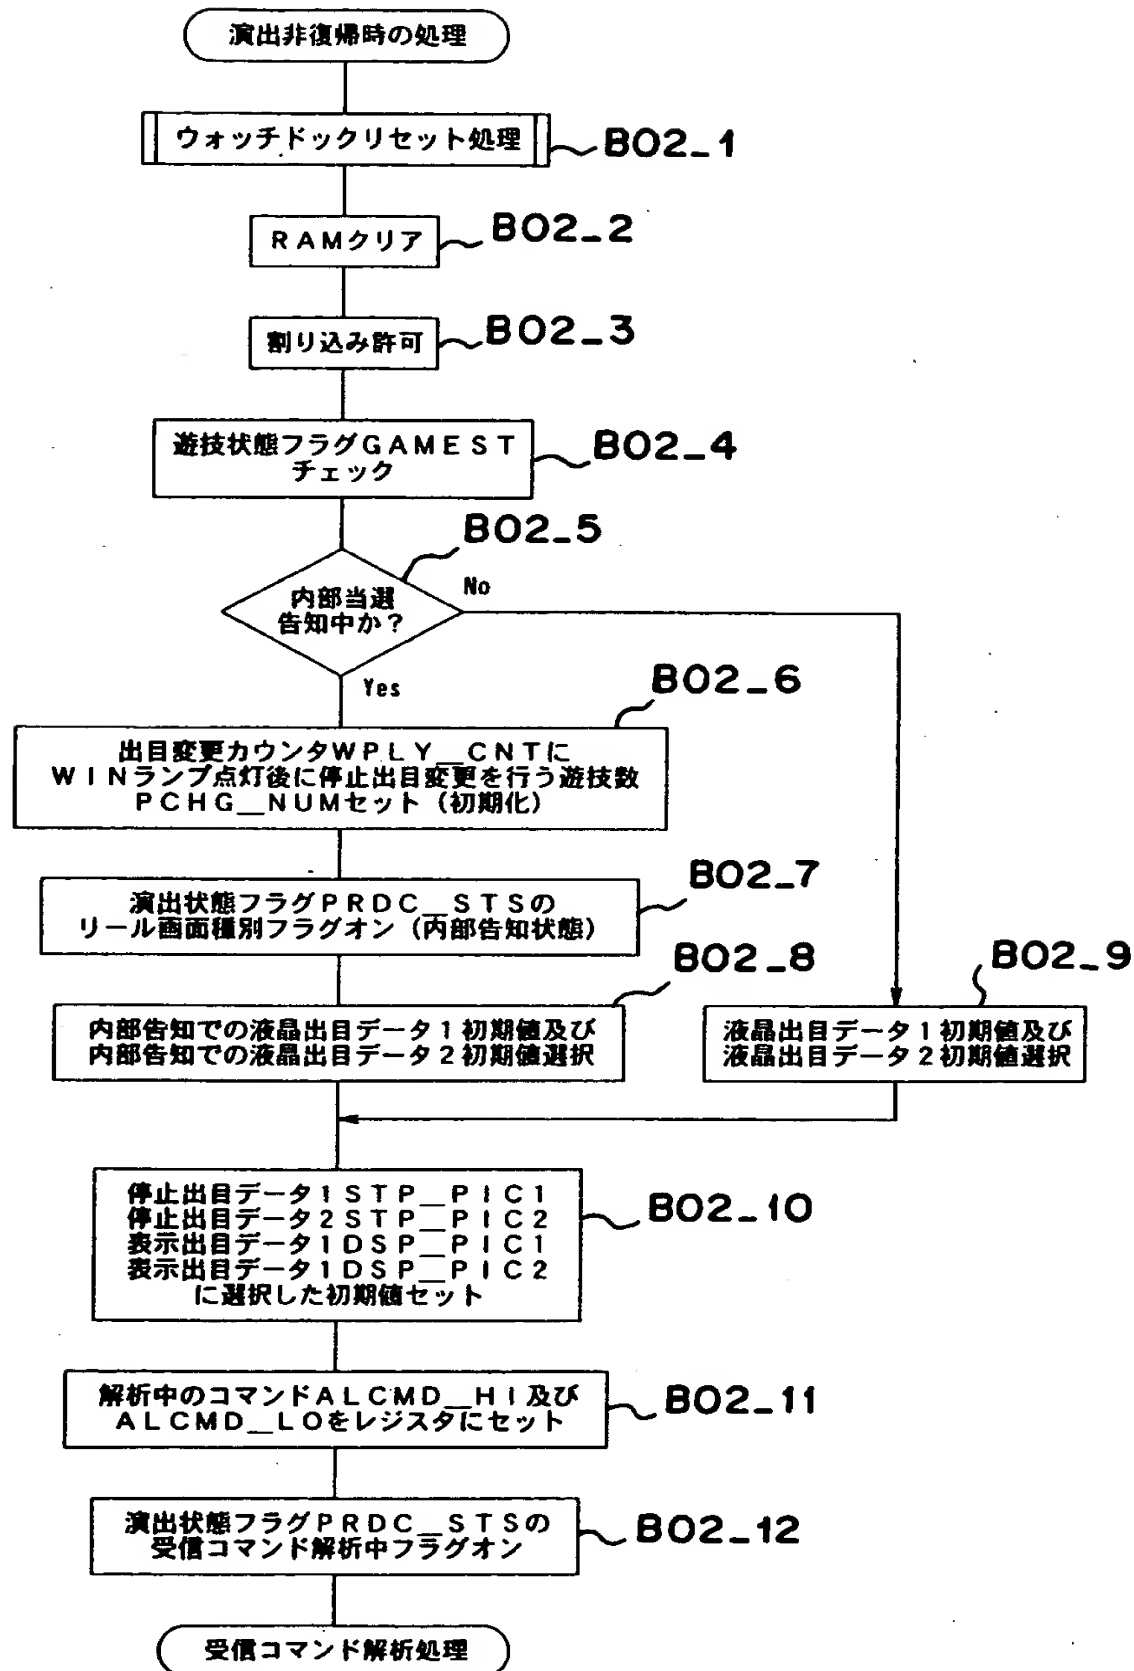 演出非復帰時の処理
ウォッチドックリセット処理
B02_1
RAMクリア
B02_2
割り込み許可
B02_3
遊技状態フラグGAMEST
チェック
B02_4
B02_5
内部当選
告知中か?
No
Yes
B02_6
出目変更カウンタWPLY__CNTに
WINランプ点灯後に停止出目変更を行う遊技数
PCHG__NUMセット(初期化)
B02_7
演出状態フラグPRDC__STSの
リール画面種別フラグオン(内部告知状態)
B02_8
内部告知での液晶出目データ1初期値及び
内部告知での液晶出目データ2初期値選択
B02_9
液晶出目データ1初期値及び
液晶出目データ2初期値選択
停止出目データ1STP__PIC1
停止出目データ2STP__PIC2
表示出目データ1DSP__PIC1
表示出目データ1DSP__PIC2
に選択した初期値セット
B02_10
解析中のコマンドALCMD__HI及び
ALCMD__LOをレジスタにセット
B02_11
演出状態フラグPRDC__STSの
受信コマンド解析中フラグオン
B02_12
受信コマンド解析処理